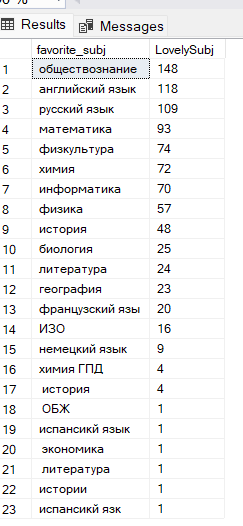 Results Messages
favorite_subj LovelySubj
1 обществознание 148
2 английский язык 118
3 русский язык 109
4 математика 93
5 физкультура 74
6 химия 72
7 информатика 70
8 физика 57
9 история 48
10 биология 25
11 литература 24
12 география 23
13 французский язы 20
14 ИЗО 16
15 немецкий язык 9
16 химия ГПД 4
17 история 4
18 ОБЖ 1
19 испанский язык 1
20 экономика 1
21 литература 1
22 истории 1
23 испанский язк 1